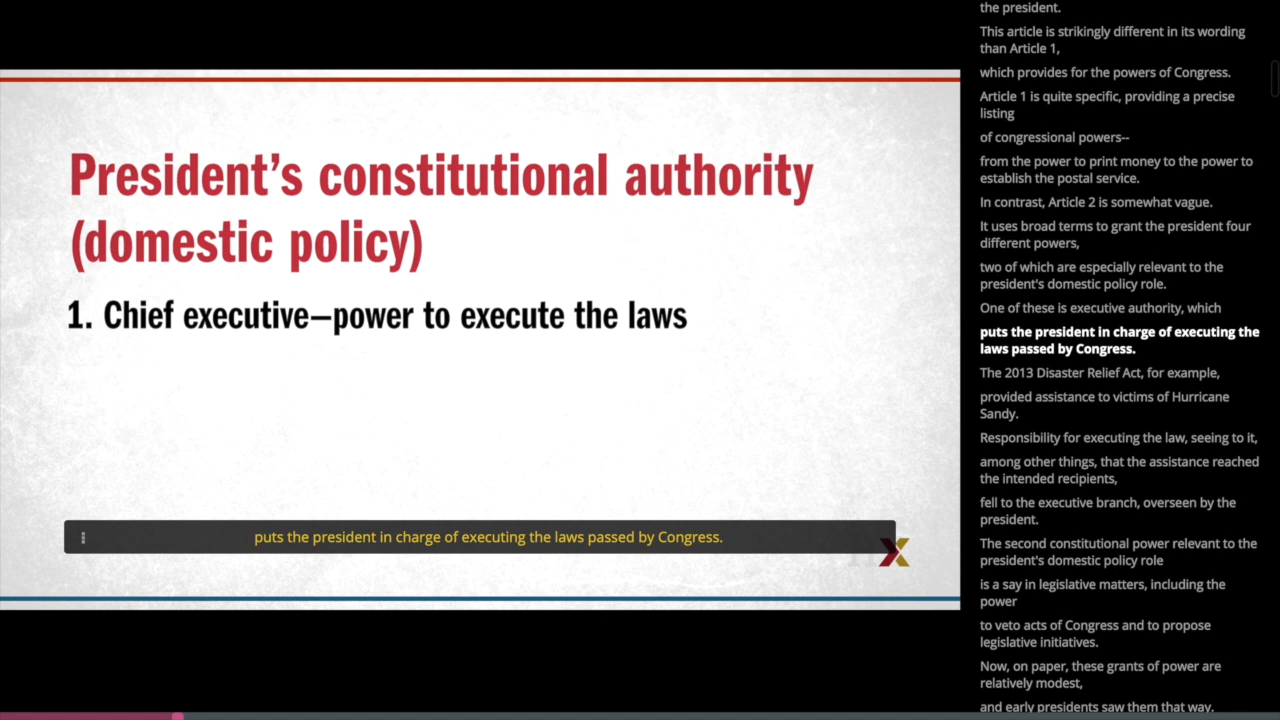 President's constitutional authority
(domestic policy)
1. Chief executive—power to execute the laws
puts the president in charge of executing the laws passed by Congress.
the president.
This article is strikingly different in its wording
than Article 1,
which provides for the powers of Congress.
Article 1 is quite specific, providing a precise
listing
of congressional powers--
from the power to print money to the power to
establish the postal service.
In contrast, Article 2 is somewhat vague.
It uses broad terms to grant the president four
different powers,
two of which are especially relevant to the
president's domestic policy role.
One of these is executive authority, which
puts the president in charge of executing the
laws passed by Congress.
The 2013 Disaster Relief Act, for example,
provided assistance to victims of Hurricane
Sandy.
Responsibility for executing the law, seeing to it,
among other things, that the assistance reached
the intended recipients,
fell to the executive branch, overseen by the
president.
The second constitutional power relevant to the
president's domestic policy role
is a say in legislative matters, including the
power
to veto acts of Congress and to propose
legislative initiatives.
Now, on paper, these grants of power are
relatively modest,
and early presidents saw them that way.